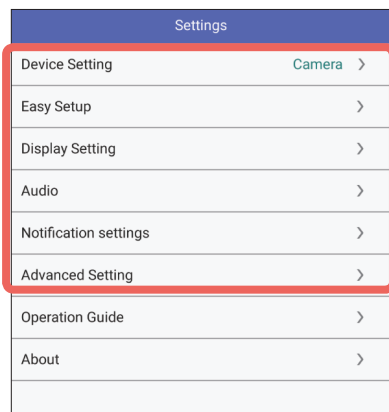 Settings
Device Setting Camera
Easy Setup
Display Setting
Audio
Notification settings
Advanced Setting
Operation Guide
About